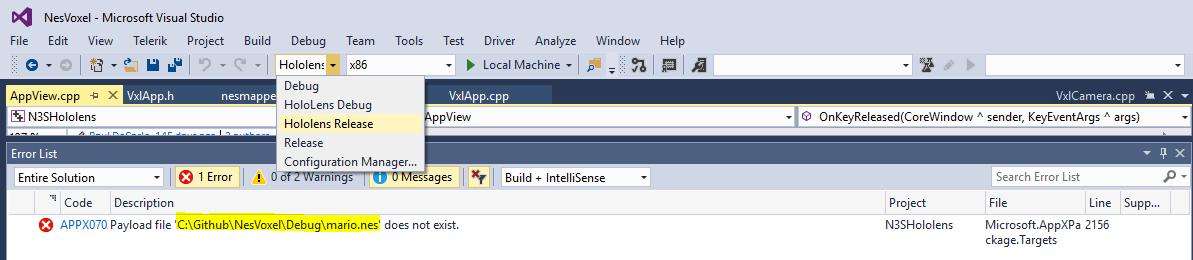 NesVoxel - Microsoft Visual Studio
File Edit View Telerik Project Build Debug Team Tools Test Driver Analyze Window Help
Hololens x86 Local Machine
Debug
AppView.cpp VxlApp.h nesmappe VxlApp.cpp VxlCamera.cpp
HoloLens Debug
N3SHololens AppView OnKeyReleased(CoreWindow ^ sender, KeyEventArgs ^ args)
Hololens Release
Release
Error List
Configuration Manager...
Entire Solution 1 Error 0 of 2 Warnings 0 Messages Build + IntelliSense Search Error List
Code Description Project File Line Supp...
APPX070 Payload file 'C:\Github\NesVoxel\Debug\mario.nes' does not exist. N3SHololens Microsoft.AppXPa 2156
ckage.Targets